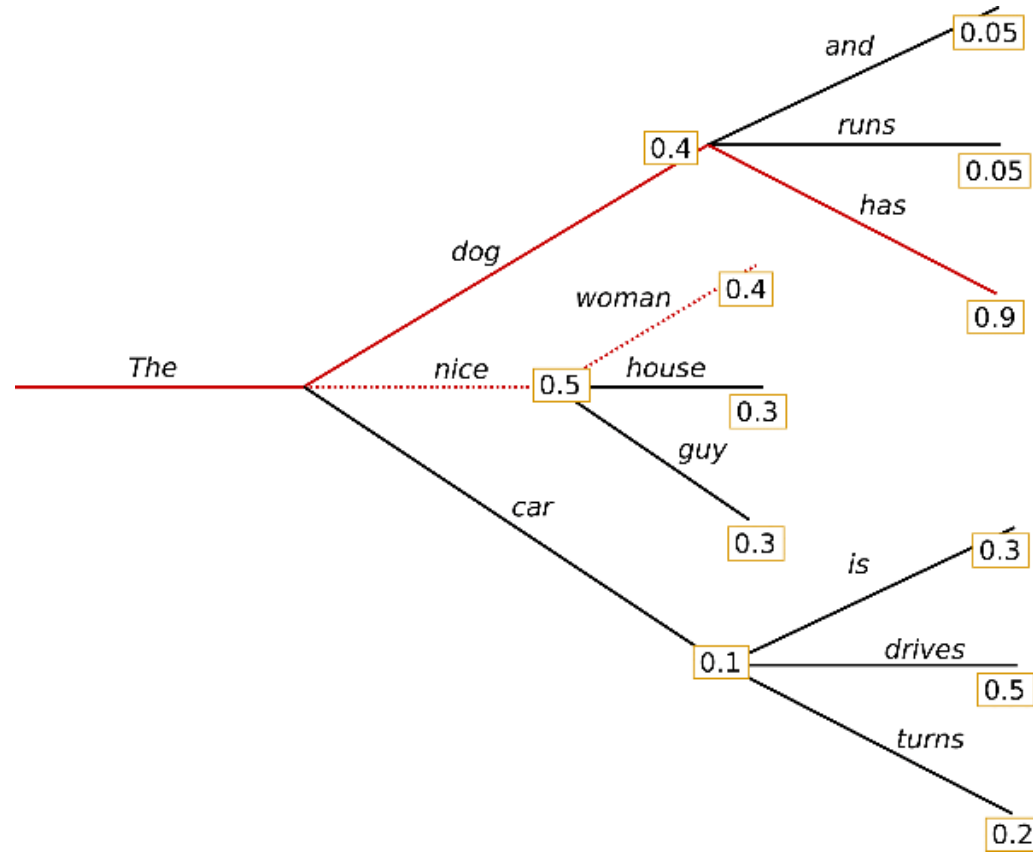 and
0.05
runs
0.4
0.05
has
dog
woman
0.4
0.9
The
nice
0.5
house
0.3
guy
car
0.3
is
0.3
0.1
drives
0.5
turns
0.2